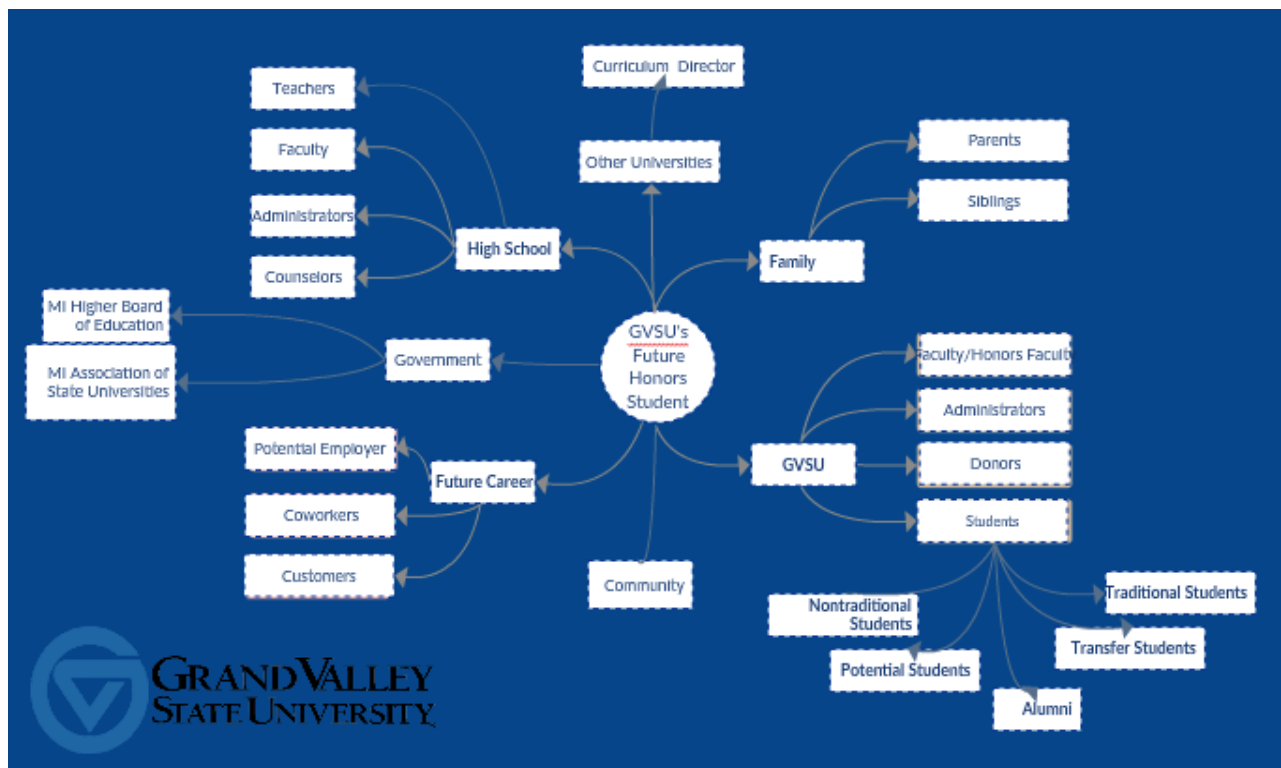 Curriculum Director
Teachers
Parents
Faculty
Other Universities
Siblings
Administrators
High School
Family
Counselors
MI Higher Board
of Education
GVSU's
Future
Honors
Student
Government
Faculty/Honors Faculty
MI Association of
State Universities
Administrators
Potential Employer
GVSU
Donors
Future Career
Coworkers
Students
Customers
Community
Traditional Students
Nontraditional
Students
Transfer Students
Potential Students
Alumni
GRAND VALLEY
STATE UNIVERSITY